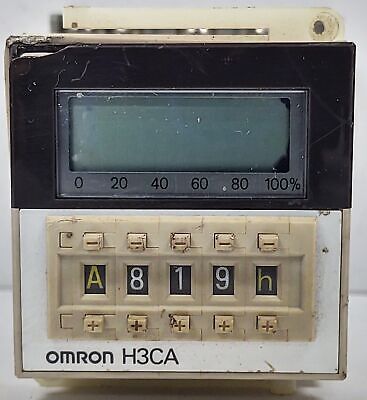 0 20 40 60 80 100%
− − − − −
A 8 1 9 h
+ + + + +
omron H3CA